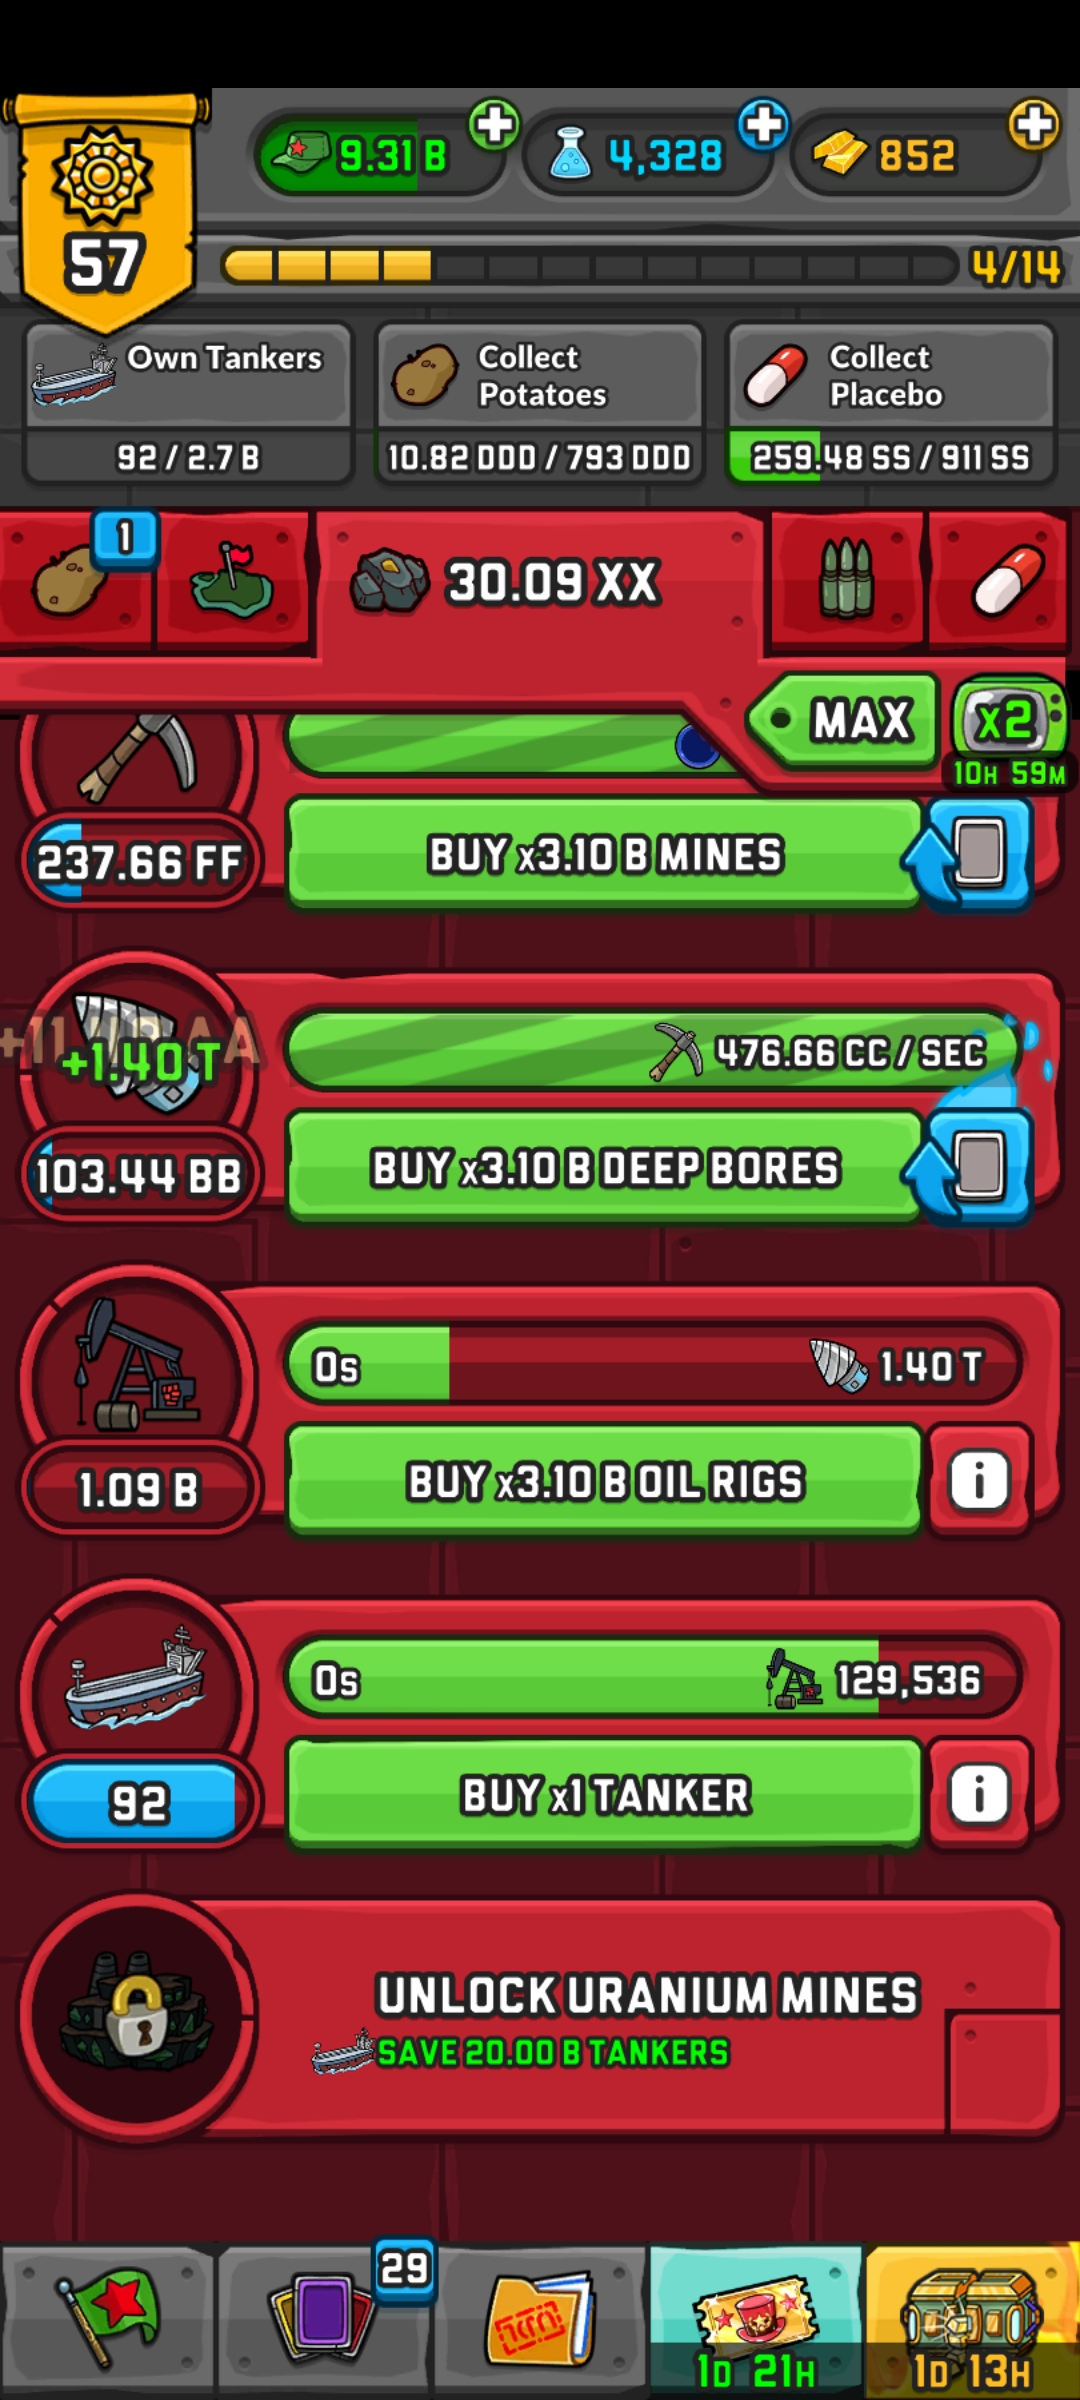 9.31 B
4,328
852
57
4/14
Own Tankers
92 / 2.7 B
Collect
Potatoes
10.82 DDD / 793 DDD
Collect
Placebo
259.48 SS / 911 SS
1
30.09 XX
MAX
x2
10H 59M
237.66 FF
BUY x3.10 B MINES
+1.40 T
476.66 CC / SEC
103.44 BB
BUY x3.10 B DEEP BORES
0s
1.40 T
1.09 B
BUY x3.10 B OIL RIGS
i
0s
129,536
92
BUY x1 TANKER
i
UNLOCK URANIUM MINES
SAVE 20.00 B TANKERS
29
1D 21H
1D 13H